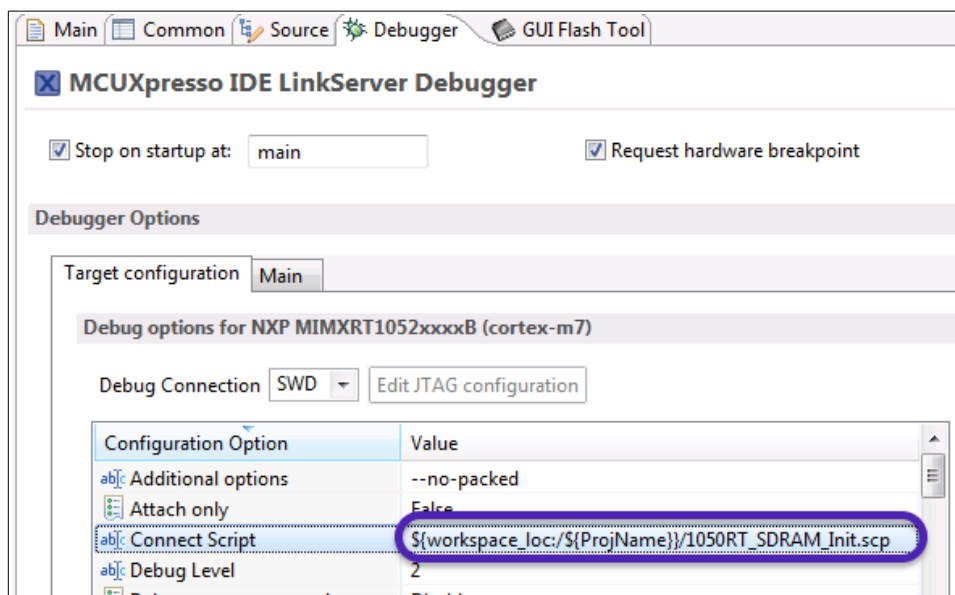 Main Common Source Debugger GUI Flash Tool
MCUXpresso IDE LinkServer Debugger
Stop on startup at: main Request hardware breakpoint
Debugger Options
Target configuration Main
Debug options for NXP MIMXRT1052xxxxB (cortex-m7)
Debug Connection SWD Edit JTAG configuration
Configuration Option Value
Additional options --no-packed
Attach only False
Connect Script ${workspace_loc:/${ProjName}}/1050RT_SDRAM_Init.scp
Debug Level 2